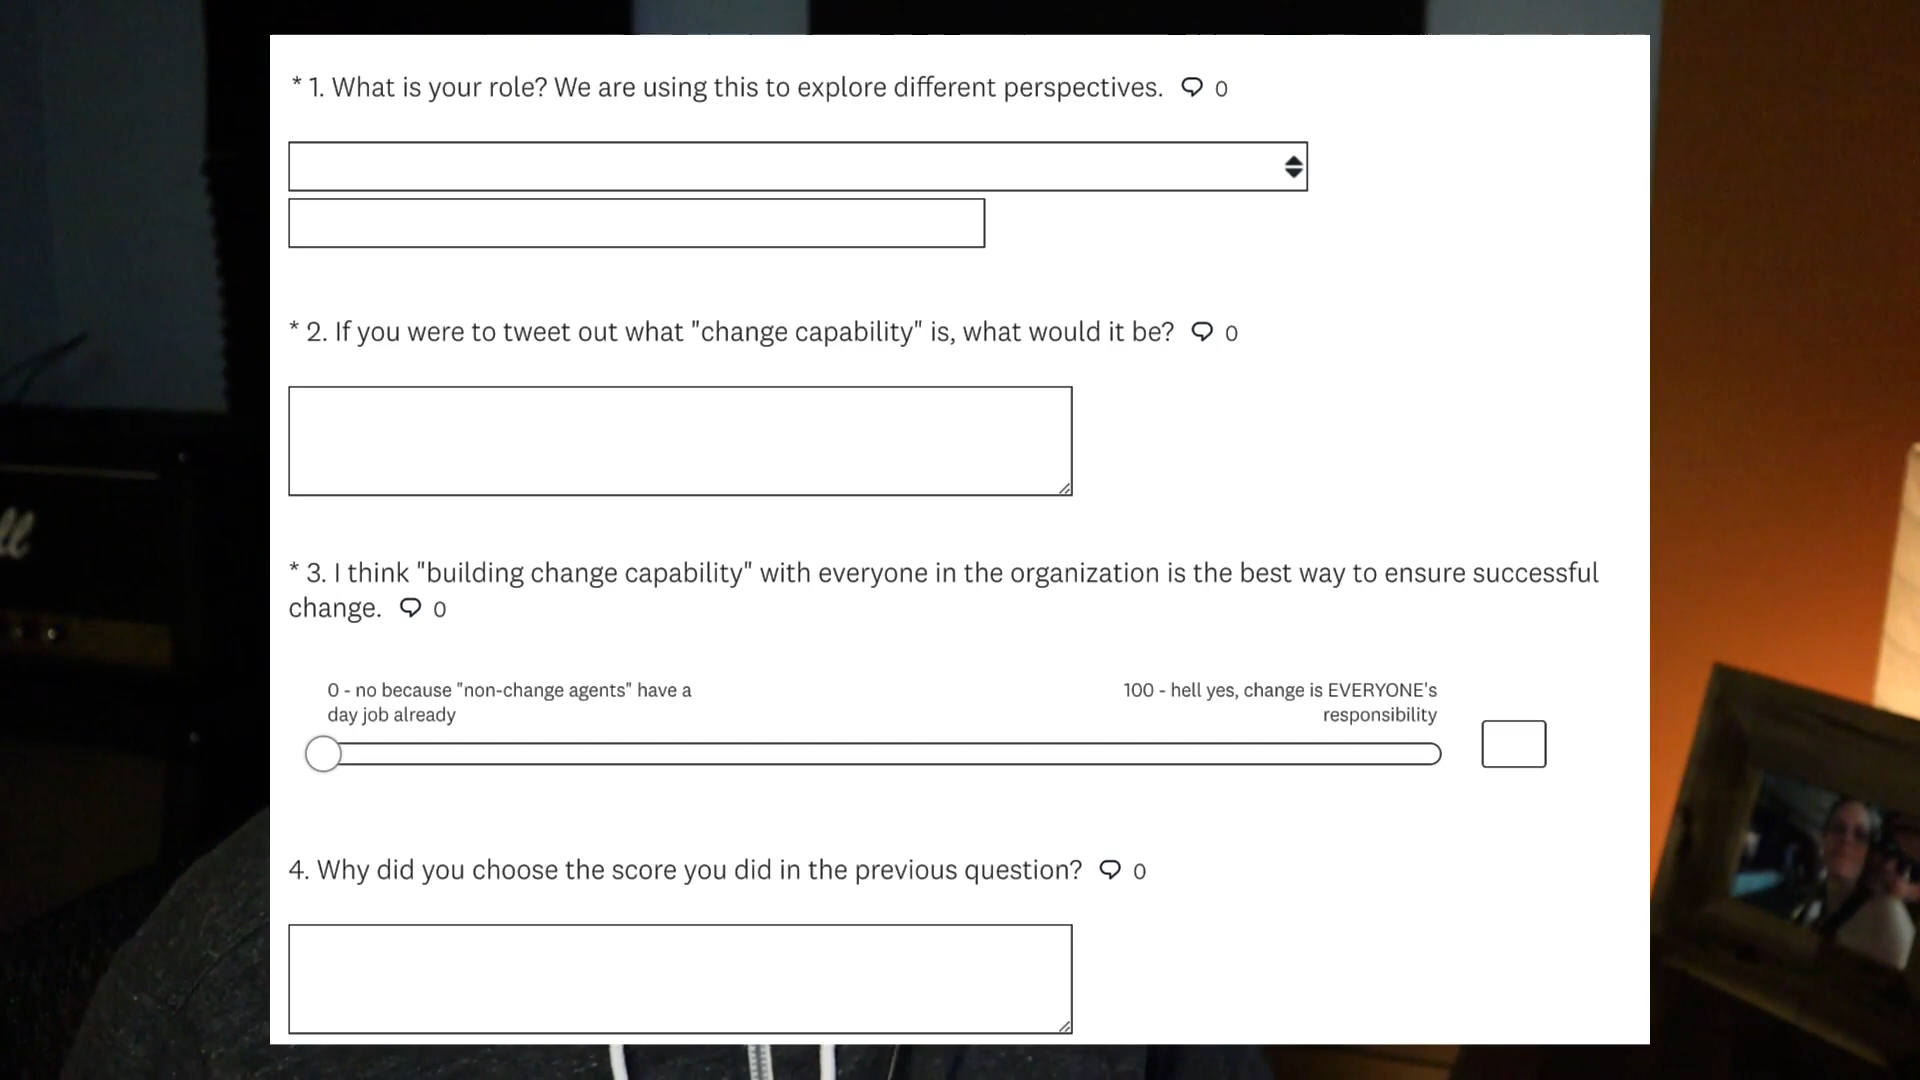 * 1. What is your role? We are using this to explore different perspectives. 0
* 2. If you were to tweet out what "change capability" is, what would it be? 0
* 3. I think "building change capability" with everyone in the organization is the best way to ensure successful
change. 0
0 - no because "non-change agents" have a
day job already
100 - hell yes, change is EVERYONE's
responsibility
4. Why did you choose the score you did in the previous question? 0